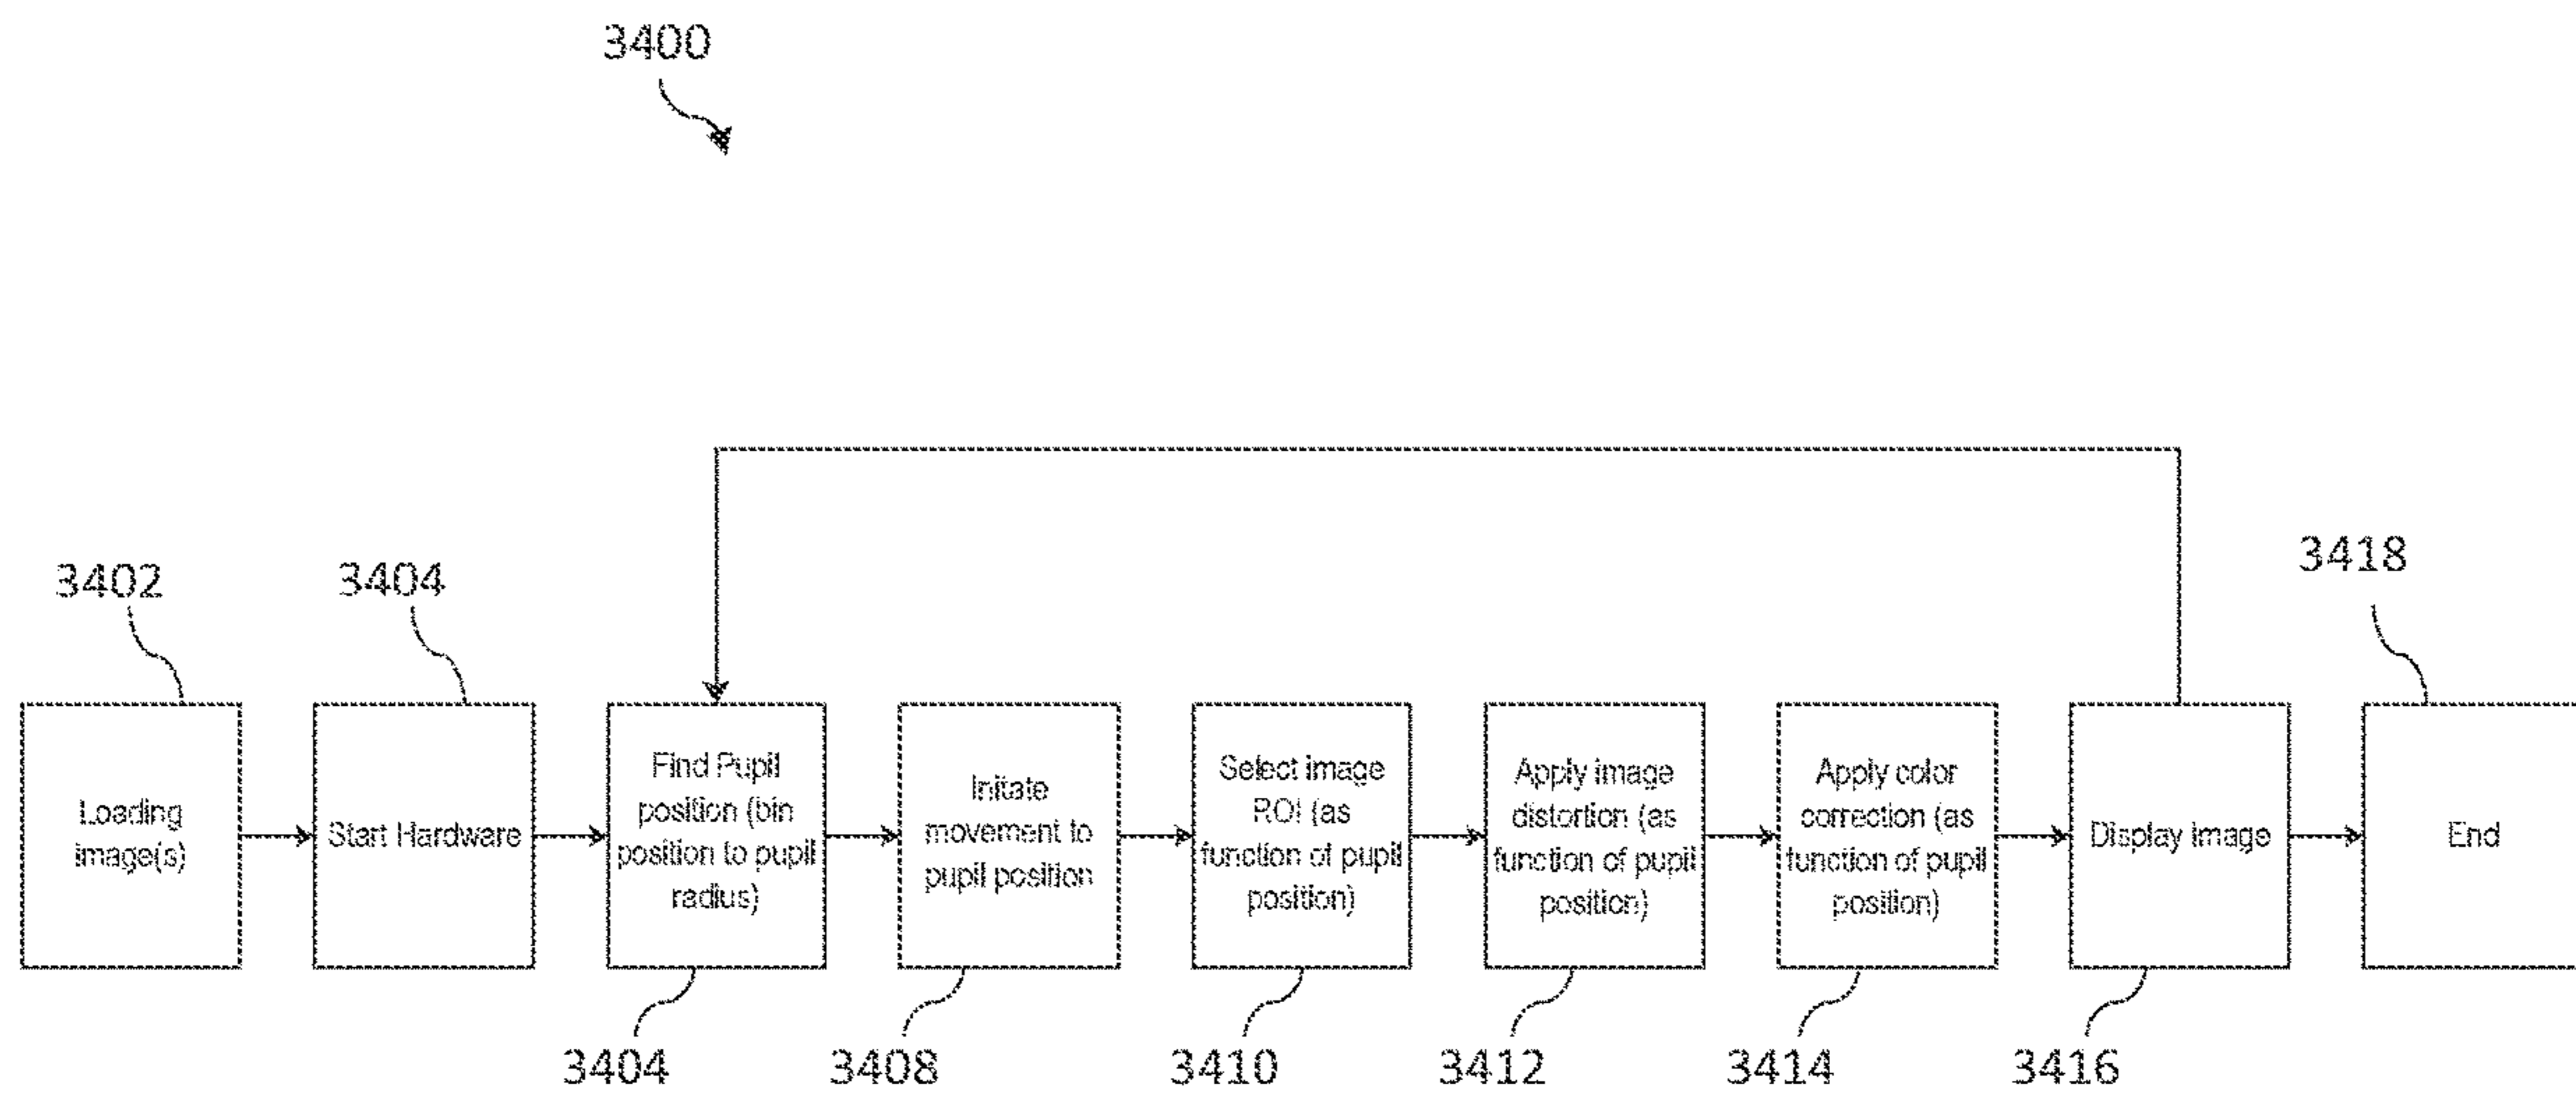 3400
3402
3404
3418
Loading
image(s)
Start Hardware
Find Pupil
position (bin
position to pupil
radius)
Initate
movement to
pupil position
Select image
ROI (as
function of pupil
position)
Apply image
distortion (as
function of pupil
position)
Apply color
correction (as
function of pupil
position)
Display image
End
3404
3408
3410
3412
3414
3416